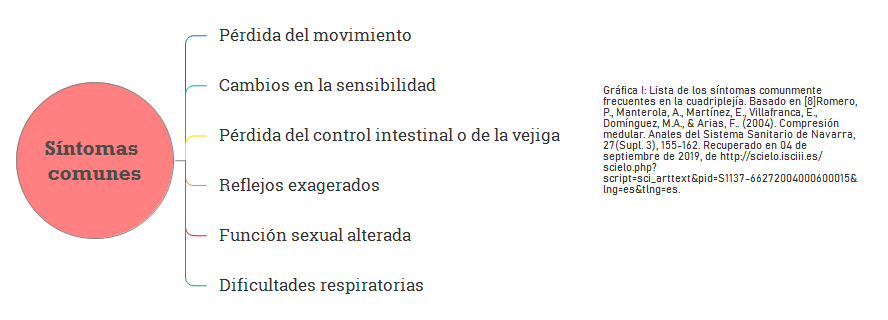 Síntomas
comunes
Pérdida del movimiento
Cambios en la sensibilidad
Pérdida del control intestinal o de la vejiga
Reflejos exagerados
Función sexual alterada
Dificultades respiratorias
Gráfica I: Lista de los síntomas comunmente
frecuentes en la cuadriplejía. Basado en [8]Romero,
P., Manterola, A., Martínez, E., Villafranca, E.,
Domínguez, M.A., & Arias, F.. (2004). Compresión
medular. Anales del Sistema Sanitario de Navarra,
27(Supl. 3), 155-162. Recuperado en 04 de
septiembre de 2019, de http://scielo.isciii.es/
scielo.php?
script=sci_arttext&pid=S1137-66272004000600015&
lng=es&tlng=es.